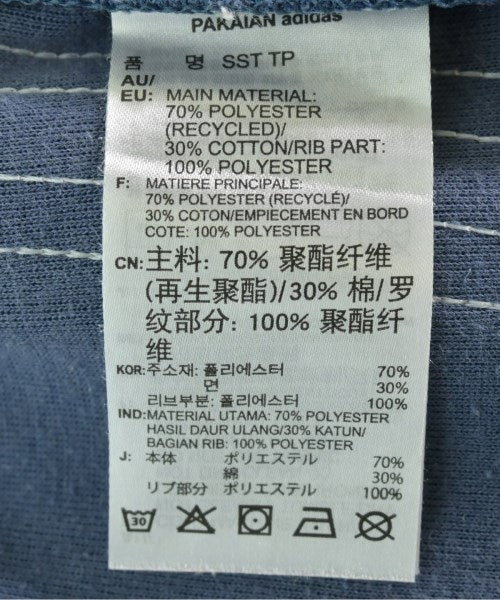 PAKAIAN adidas
품 명 SST TP
AU/
EU: MAIN MATERIAL:
70% POLYESTER
(RECYCLED)/
30% COTTON/RIB PART:
100% POLYESTER
F: MATIERE PRINCIPALE:
70% POLYESTER (RECYCLÉ)/
30% COTON/EMPIECEMENT EN BORD
COTE: 100% POLYESTER
CN: 主料: 70% 聚酯纤维
(再生聚酯)/30% 棉/罗
纹部分: 100% 聚酯纤
维
KOR: 주소재: 폴리에스터 70%
면 30%
리브부분: 폴리에스터 100%
IND: MATERIAL UTAMA: 70% POLYESTER
HASIL DAUR ULANG/30% KATUN/
BAGIAN RIB: 100% POLYESTER
J: 本体 ポリエステル 70%
綿 30%
リブ部分 ポリエステル 100%
30